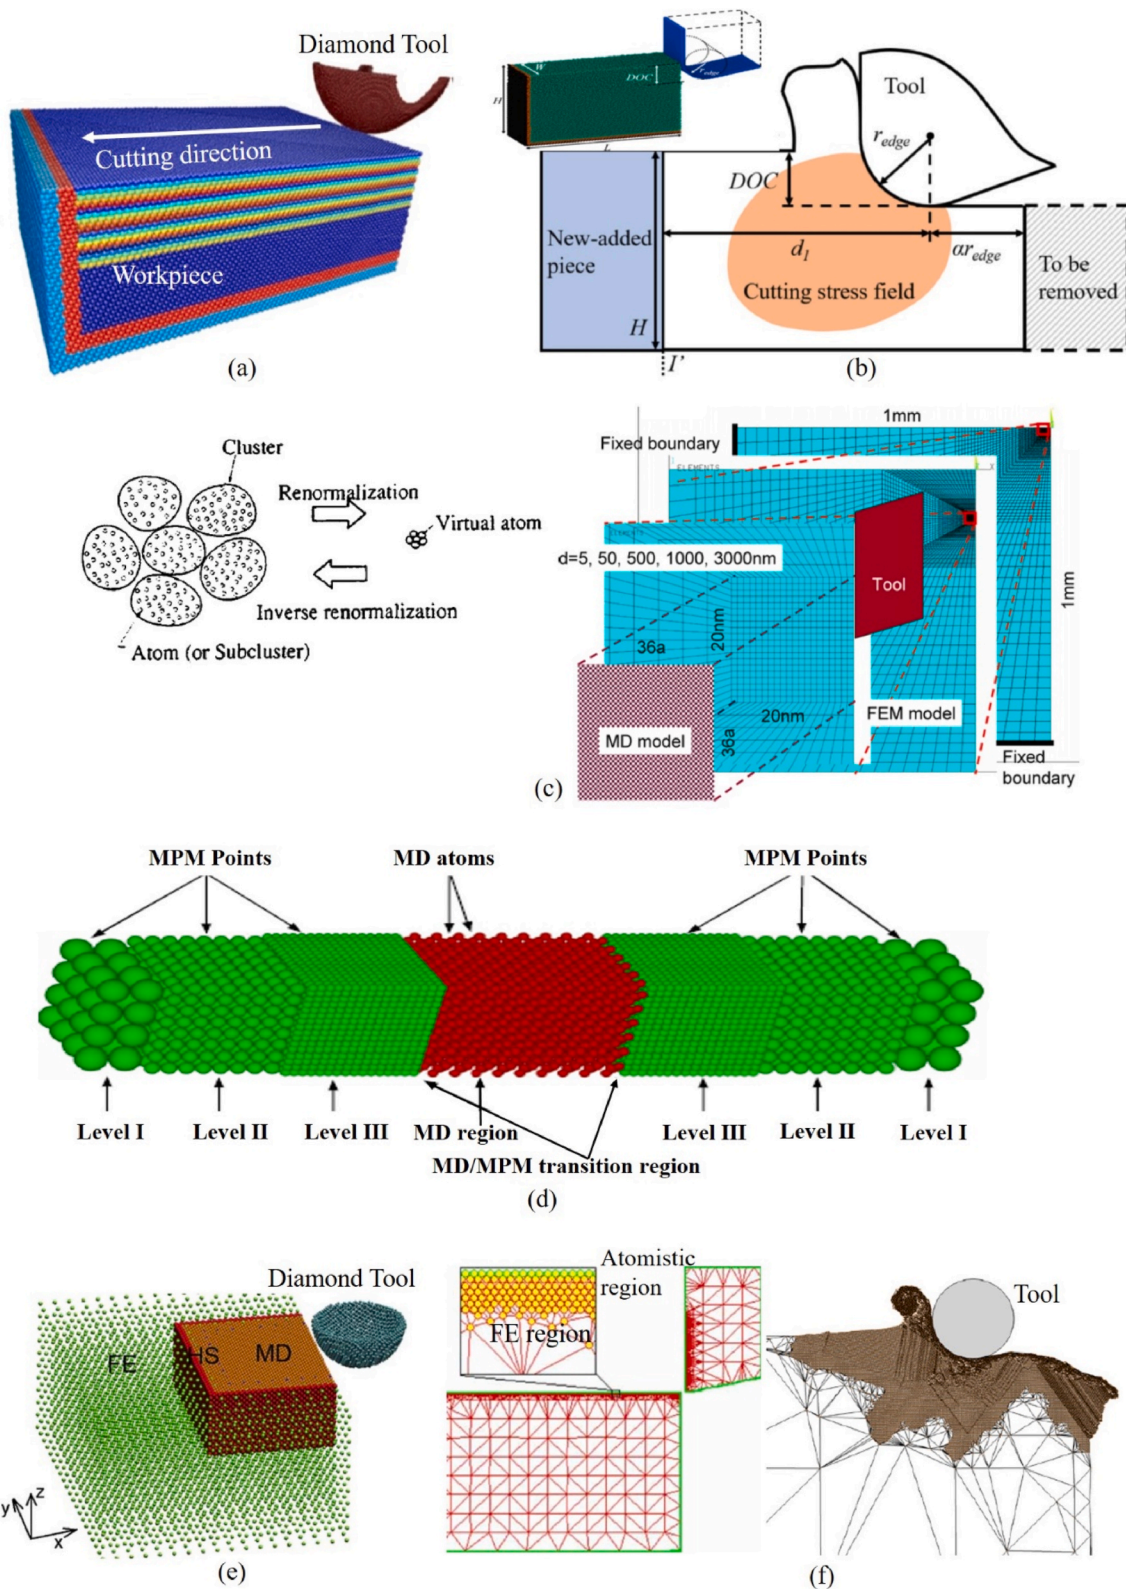 Diamond Tool
Cutting direction
Workpiece
(a)
W
H
DOC
r_edge
L
Tool
r_edge
DOC
New-added
piece
d_1
αr_edge
Cutting stress field
To be
removed
H
I'
(b)
Cluster
Renormalization
Virtual atom
Inverse renormalization
Atom (or Subcluster)
1mm
Fixed boundary
ELEMENTS
X
d=5, 50, 500, 1000, 3000nm
Tool
1mm
36a
20nm
20nm
FEM model
MD model
36a
Fixed
boundary
(c)
MPM Points
MD atoms
MPM Points
Level I
Level II
Level III
MD region
Level III
Level II
Level I
MD/MPM transition region
(d)
Diamond Tool
FE
HS
MD
y
z
x
(e)
Atomistic
region
FE region
Tool
(f)